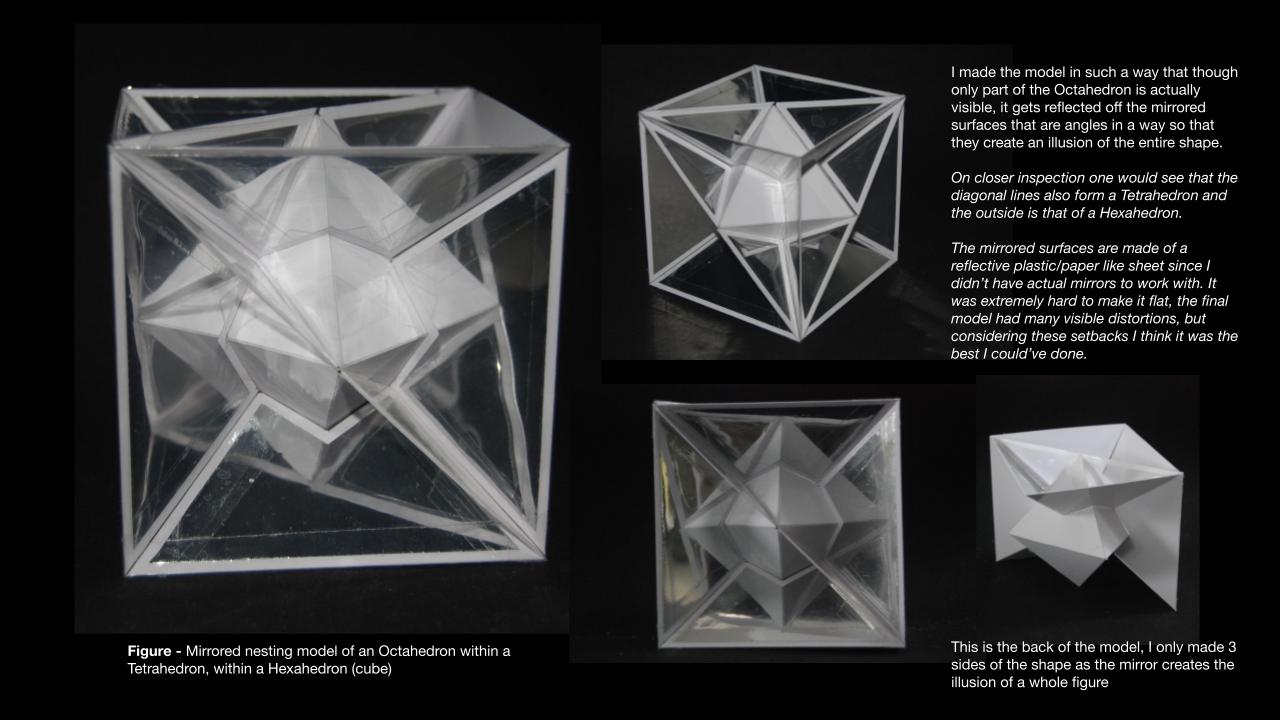 I made the model in such a way that though
only part of the Octahedron is actually
visible, it gets reflected off the mirrored
surfaces that are angles in a way so that
they create an illusion of the entire shape.
On closer inspection one would see that the
diagonal lines also form a Tetrahedron and
the outside is that of a Hexahedron.
The mirrored surfaces are made of a
reflective plastic/paper like sheet since I
didn’t have actual mirrors to work with. It
was extremely hard to make it flat, the final
model had many visible distortions, but
considering these setbacks I think it was the
best I could’ve done.
Figure - Mirrored nesting model of an Octahedron within a
Tetrahedron, within a Hexahedron (cube)
This is the back of the model, I only made 3
sides of the shape as the mirror creates the
illusion of a whole figure